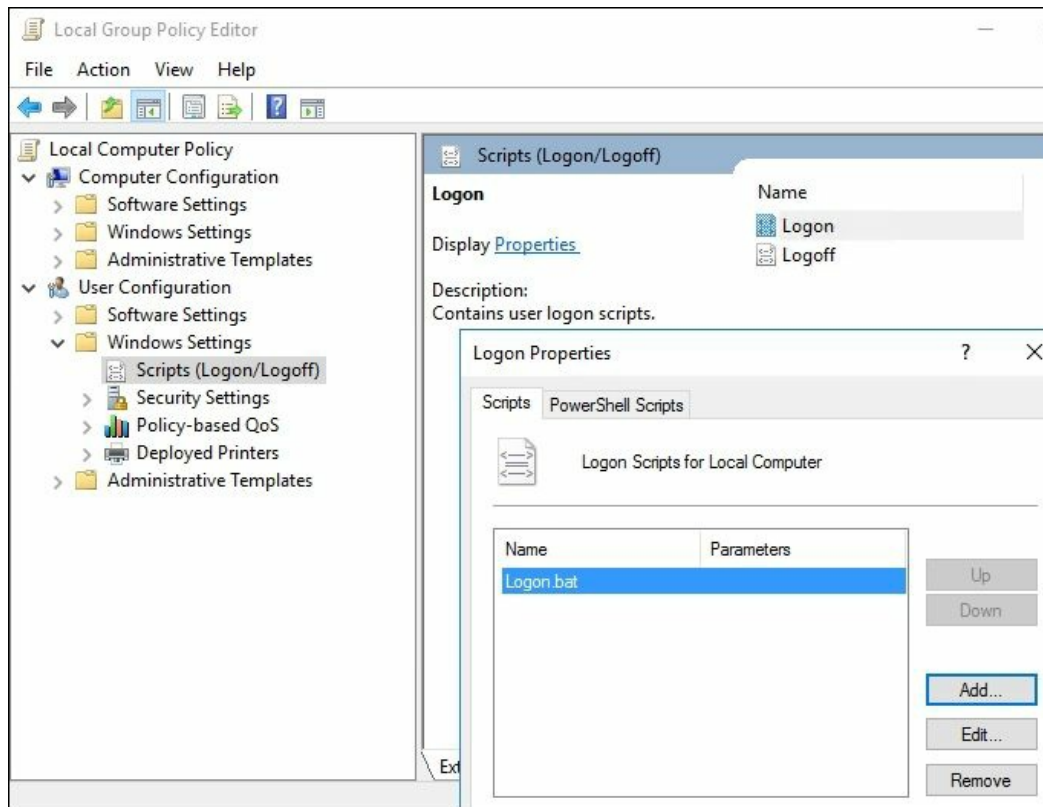 Local Group Policy Editor
File Action View Help
Local Computer Policy
Computer Configuration
Software Settings
Windows Settings
Administrative Templates
User Configuration
Software Settings
Windows Settings
Scripts (Logon/Logoff)
Security Settings
Policy-based QoS
Deployed Printers
Administrative Templates
Scripts (Logon/Logoff)
Logon
Display Properties
Description:
Contains user logon scripts.
Name
Logon
Logoff
Logon Properties
?
Scripts PowerShell Scripts
Logon Scripts for Local Computer
Name Parameters
Logon.bat
Up
Down
Add...
Edit...
Remove